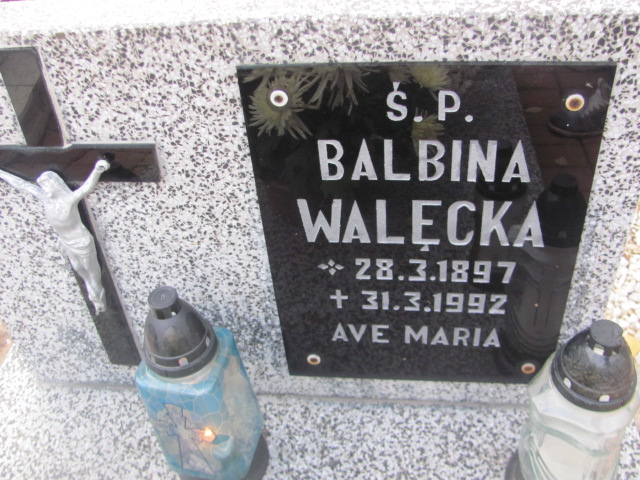 Ś. P.
BALBINA
WALĘCKA
✢ 28.3.1897
+ 31.3.1992
AVE MARIA